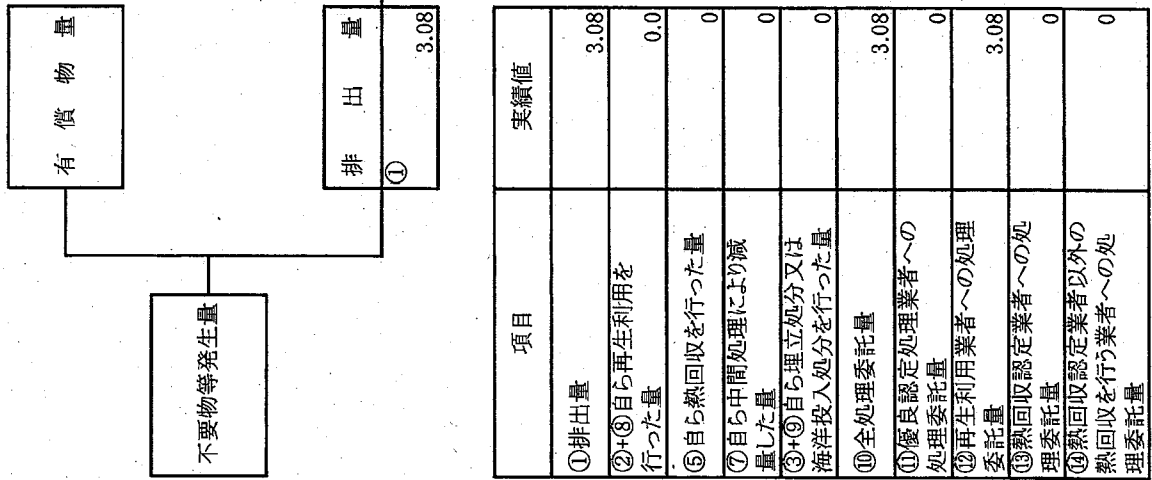 有償物量
不要物等発生量
排出量
①
3.08
項目
実績値
①排出量
3.08
②+⑧自ら再生利用を
行った量
0.0
⑤自ら熱回収を行った量
0
⑦自ら中間処理により減
量した量
0
③+⑨自ら埋立処分又は
海洋投入処分を行った量
0
⑩全処理委託量
3.08
⑪優良認定処理業者への
処理委託量
0
⑫再生利用業者への処理
委託量
3.08
⑬熱回収認定業者への処
理委託量
0
⑭熱回収認定業者以外の
熱回収を行う業者への処
理委託量
0